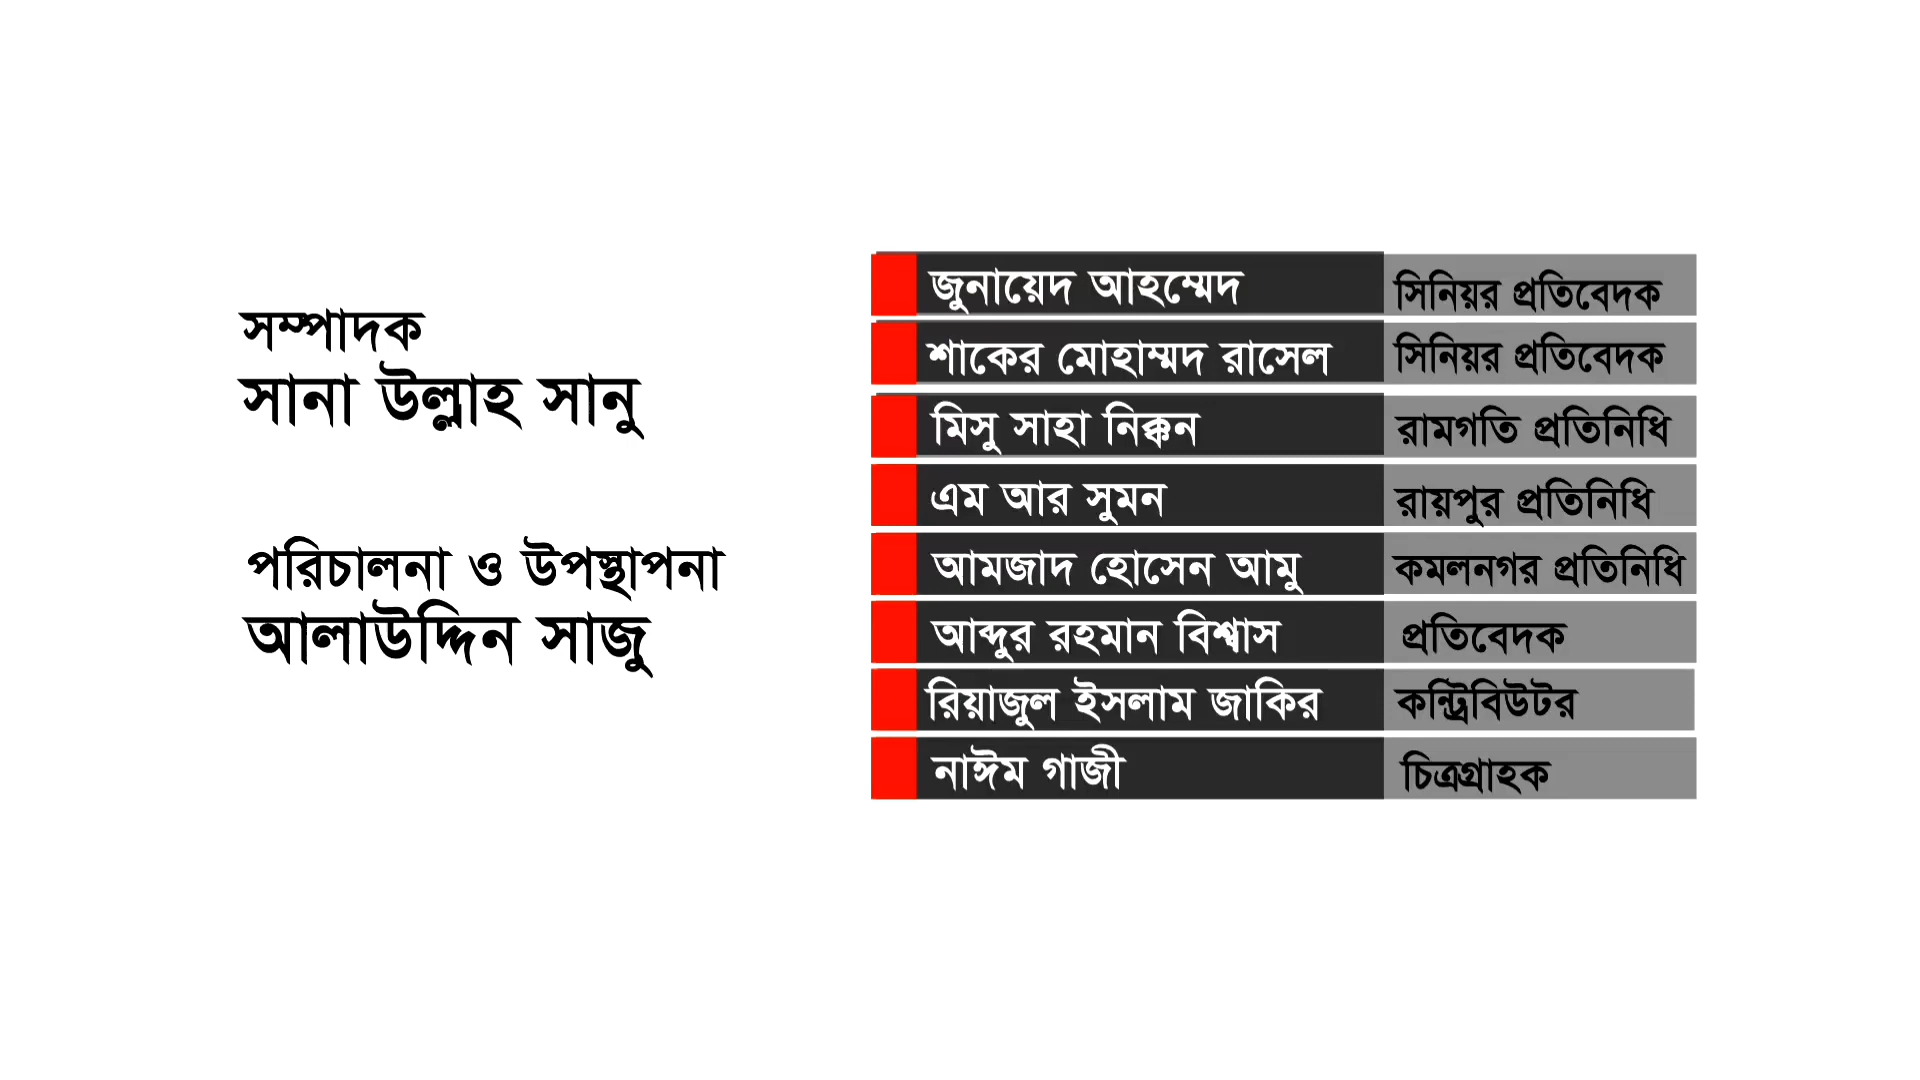 সম্পাদক
সানা উল্লাহ সানু
পরিচালনা ও উপস্থাপনা
আলাউদ্দিন সাজু
জুনায়েদ আহম্মেদ সিনিয়র প্রতিবেদক
শাকের মোহাম্মদ রাসেল সিনিয়র প্রতিবেদক
মিসু সাহা নিক্কন রামগতি প্রতিনিধি
এম আর সুমন রায়পুর প্রতিনিধি
আমজাদ হোসেন আমু কমলনগর প্রতিনিধি
আব্দুর রহমান বিশ্বাস প্রতিবেদক
রিয়াজুল ইসলাম জাকির কন্ট্রিবিউটর
নাঈম গাজী চিত্রগ্রাহক